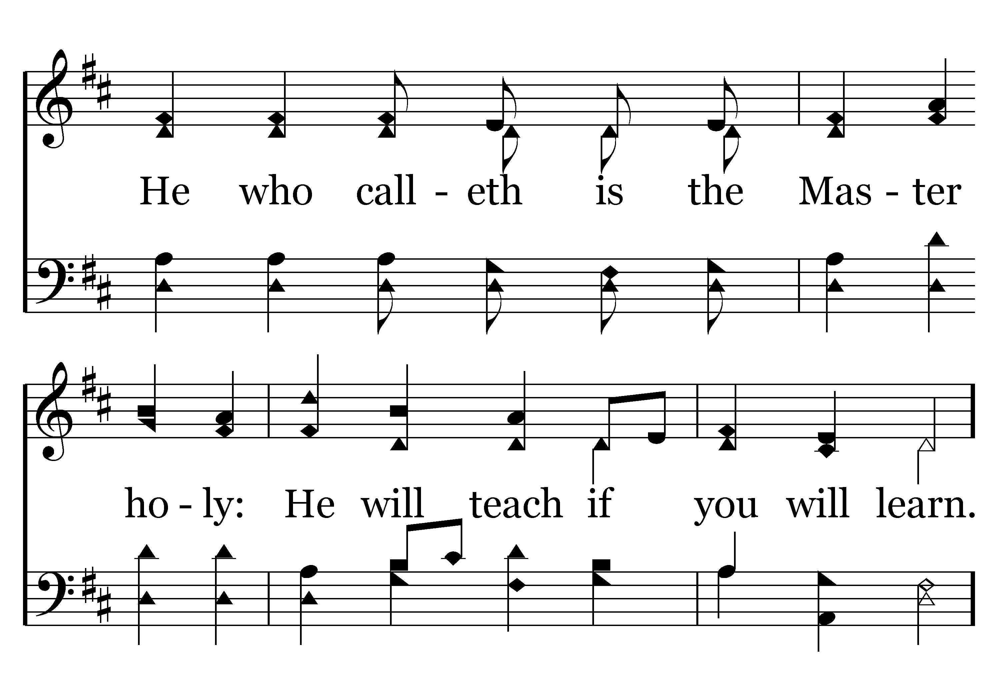 He who call - eth is the Mas - ter
ho - ly: He will teach if you will learn.